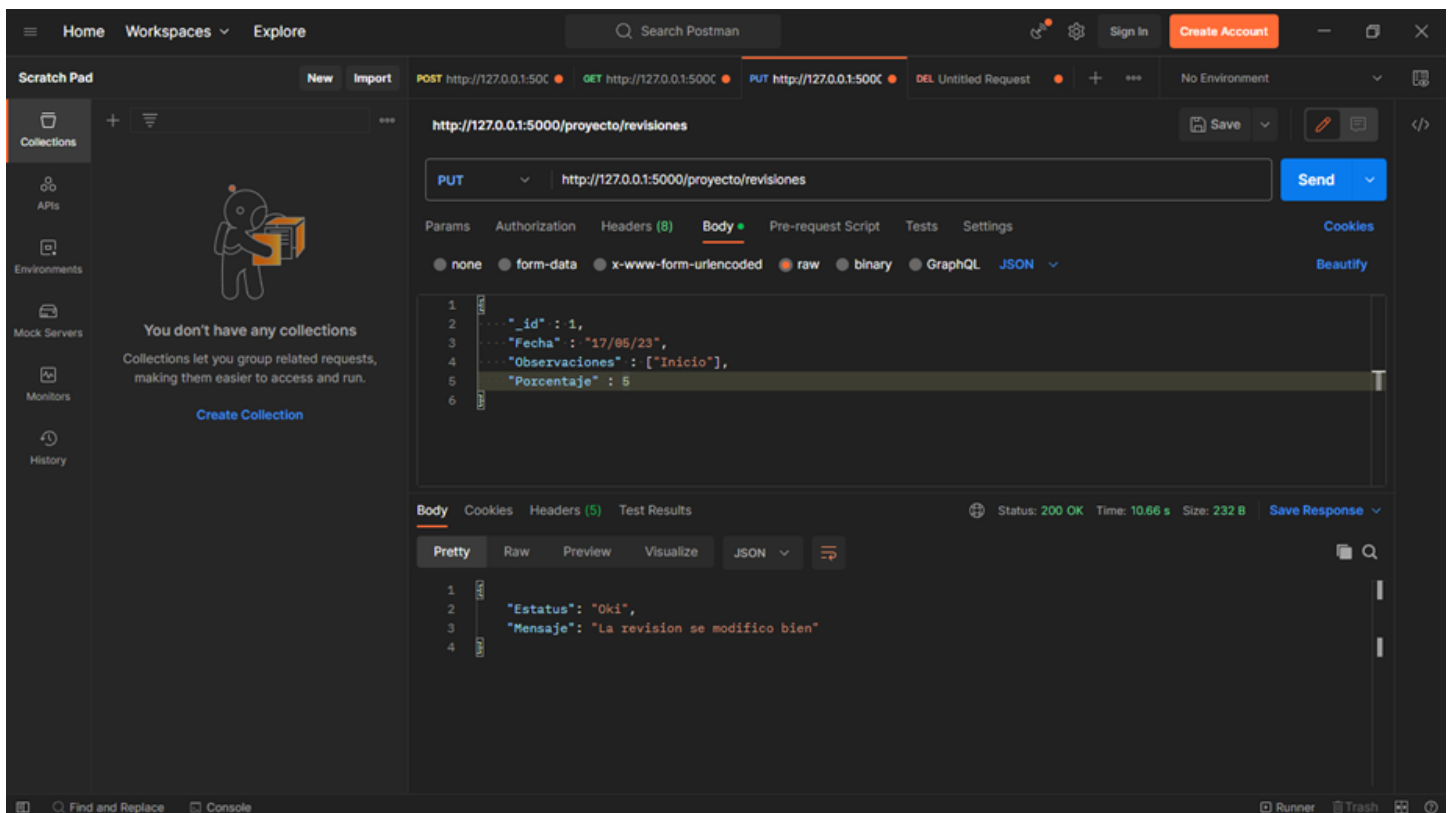 Home Workspaces Explore Search Postman Sign In Create Account
Scratch Pad New Import POST http://127.0.0.1:500 GET http://127.0.0.1:5000 PUT http://127.0.0.1:5000 DEL Untitled Request + No Environment
Collections
APIs
Environments
Mock Servers
Monitors
History
You don't have any collections
Collections let you group related requests,
making them easier to access and run.
Create Collection
http://127.0.0.1:5000/proyecto/revisiones Save </>
PUT http://127.0.0.1:5000/proyecto/revisiones Send
Params Authorization Headers (8) Body Pre-request Script Tests Settings Cookies
none form-data x-www-form-urlencoded raw binary GraphQL JSON Beautify
1 {
2 "_id" : 1,
3 "Fecha" : "17/05/23",
4 "Observaciones" : ["Inicio"],
5 "Porcentaje" : 5
6 }
Body Cookies Headers (5) Test Results Status: 200 OK Time: 10.66 s Size: 232 B Save Response
Pretty Raw Preview Visualize JSON
1 {
2 "Estatus": "Oki",
3 "Mensaje": "La revision se modifico bien"
4 }
Find and Replace Console Runner Trash